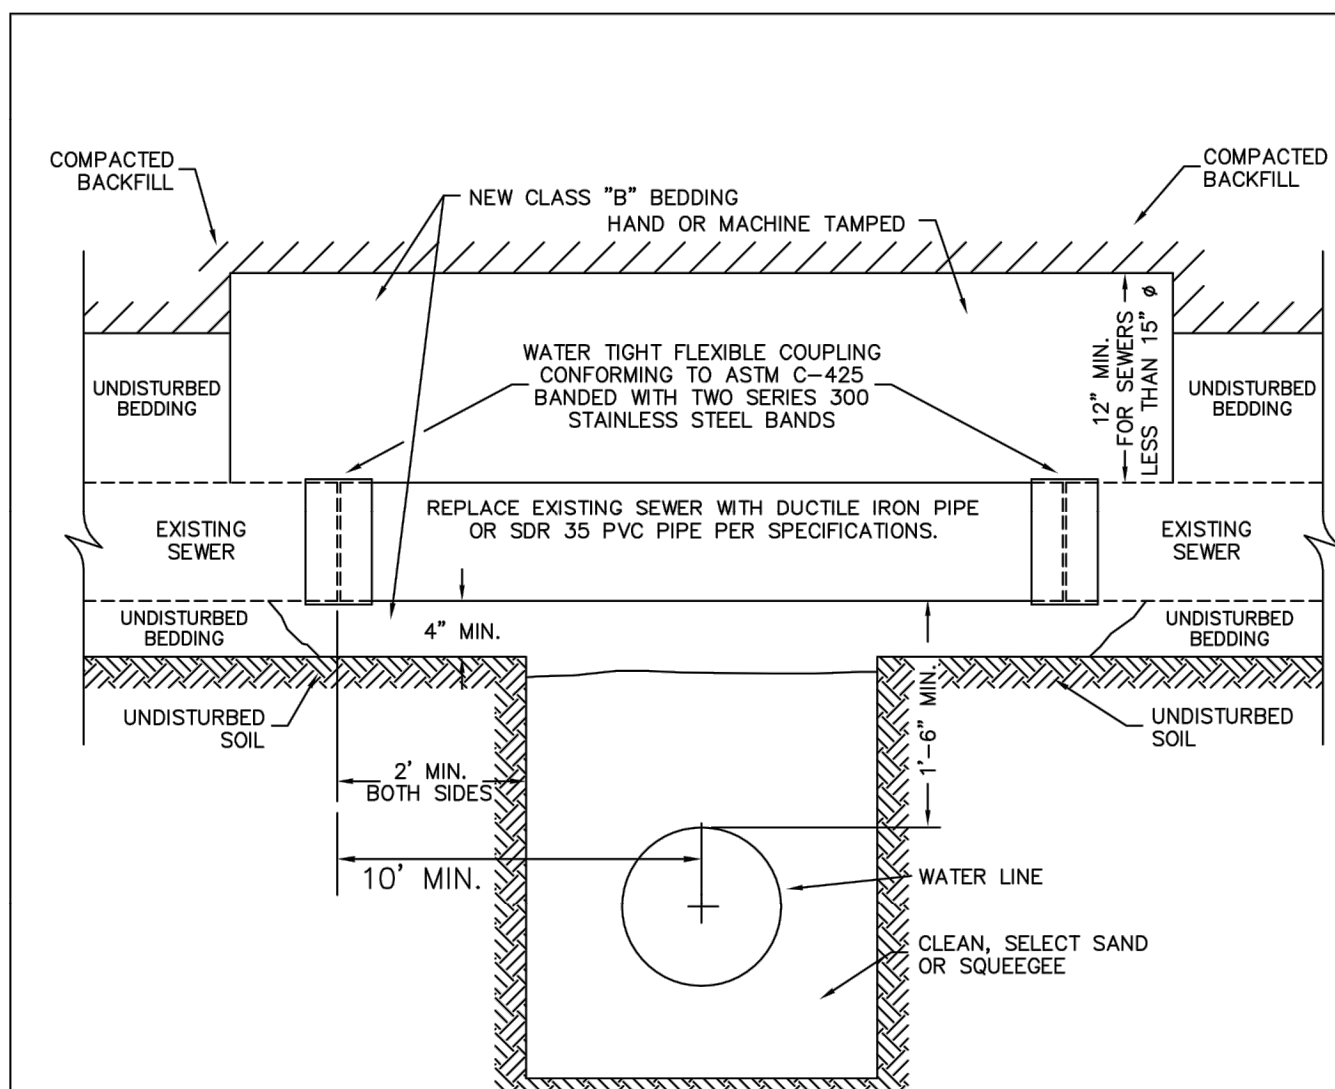 COMPACTED
BACKFILL
COMPACTED
BACKFILL
NEW CLASS "B" BEDDING
HAND OR MACHINE TAMPED
12" MIN.
FOR SEWERS
LESS THAN 15" ø
WATER TIGHT FLEXIBLE COUPLING
CONFORMING TO ASTM C-425
BANDED WITH TWO SERIES 300
STAINLESS STEEL BANDS
UNDISTURBED
BEDDING
UNDISTURBED
BEDDING
EXISTING
SEWER
REPLACE EXISTING SEWER WITH DUCTILE IRON PIPE
OR SDR 35 PVC PIPE PER SPECIFICATIONS.
EXISTING
SEWER
UNDISTURBED
BEDDING
4" MIN.
UNDISTURBED
BEDDING
UNDISTURBED
SOIL
1'-6" MIN.
UNDISTURBED
SOIL
2' MIN.
BOTH SIDES
10' MIN.
WATER LINE
CLEAN, SELECT SAND
OR SQUEEGEE